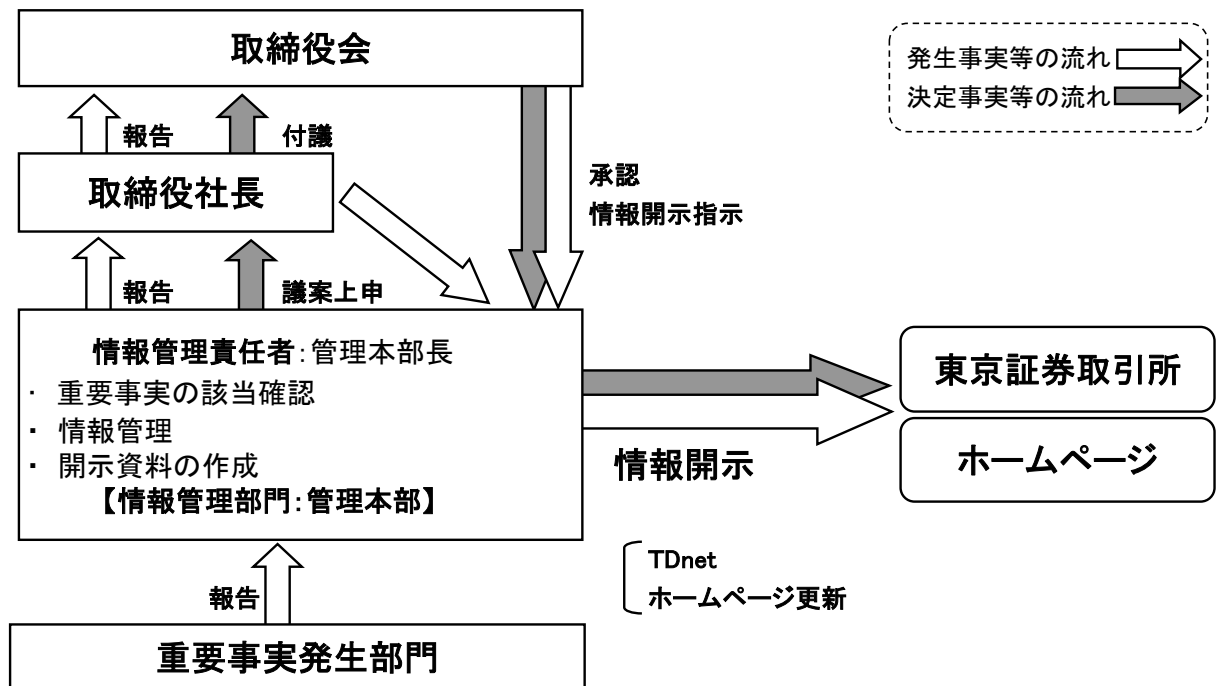 取締役会
発生事実等の流れ
決定事実等の流れ
報告
付議
取締役社長
承認
情報開示指示
報告
議案上申
情報管理責任者:管理本部長
・ 重要事実の該当確認
・ 情報管理
・ 開示資料の作成
【情報管理部門:管理本部】
東京証券取引所
ホームページ
情報開示
TDnet
ホームページ更新
報告
重要事実発生部門